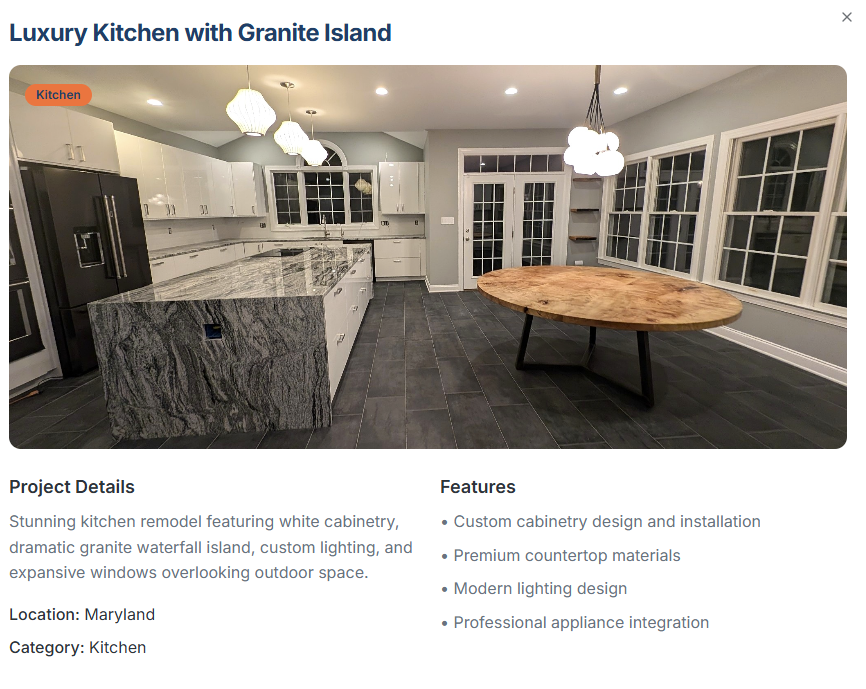 Luxury Kitchen with Granite Island
Kitchen
Project Details
Stunning kitchen remodel featuring white cabinetry,
dramatic granite waterfall island, custom lighting, and
expansive windows overlooking outdoor space.
Location: Maryland
Category: Kitchen
Features
• Custom cabinetry design and installation
• Premium countertop materials
• Modern lighting design
• Professional appliance integration